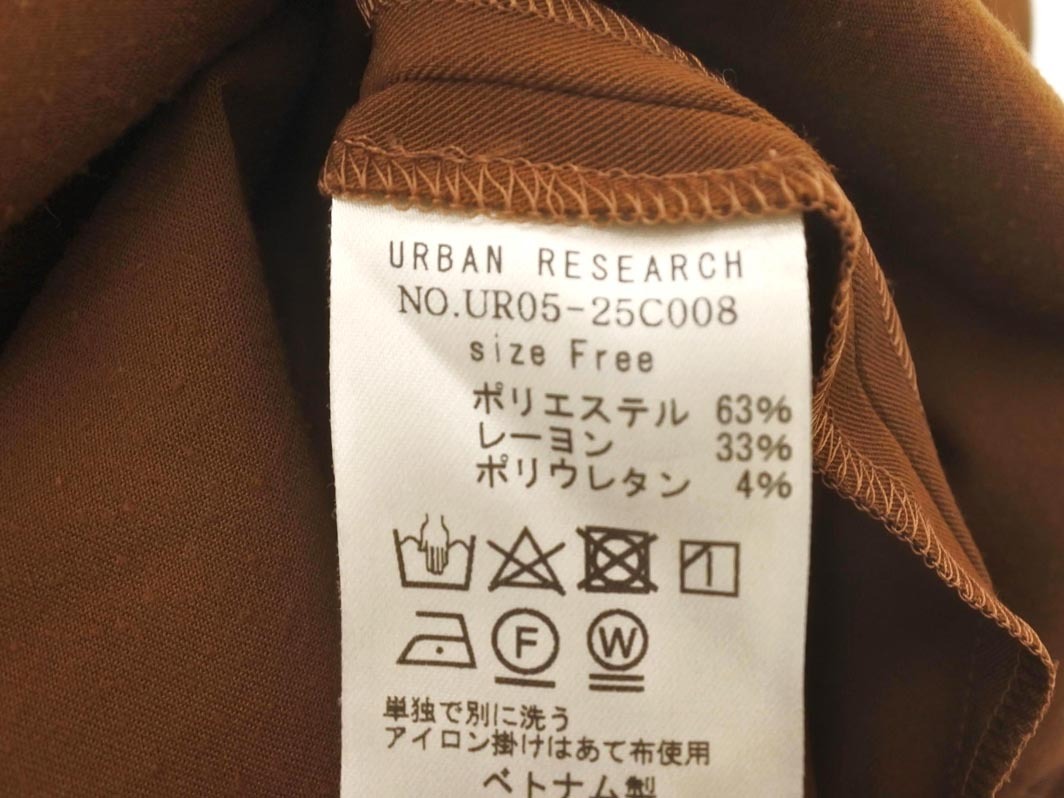 URBAN RESEARCH
NO.UR05-25C008
size Free
ポリエステル 63%
レーヨン 33%
ポリウレタン 4%
F W
単独で別に洗う
アイロン掛けはあて布使用
ベトナム製